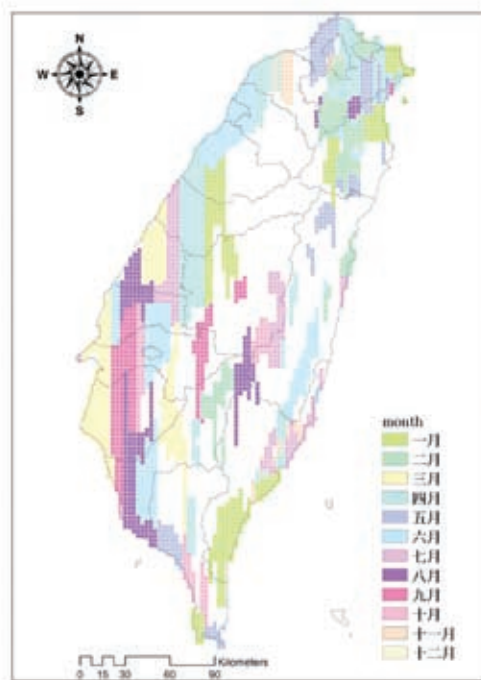 N
W E
S
month
一月
二月
三月
四月
五月
六月
七月
八月
九月
十月
十一月
十二月
Kilometers
0 15 30 60 90